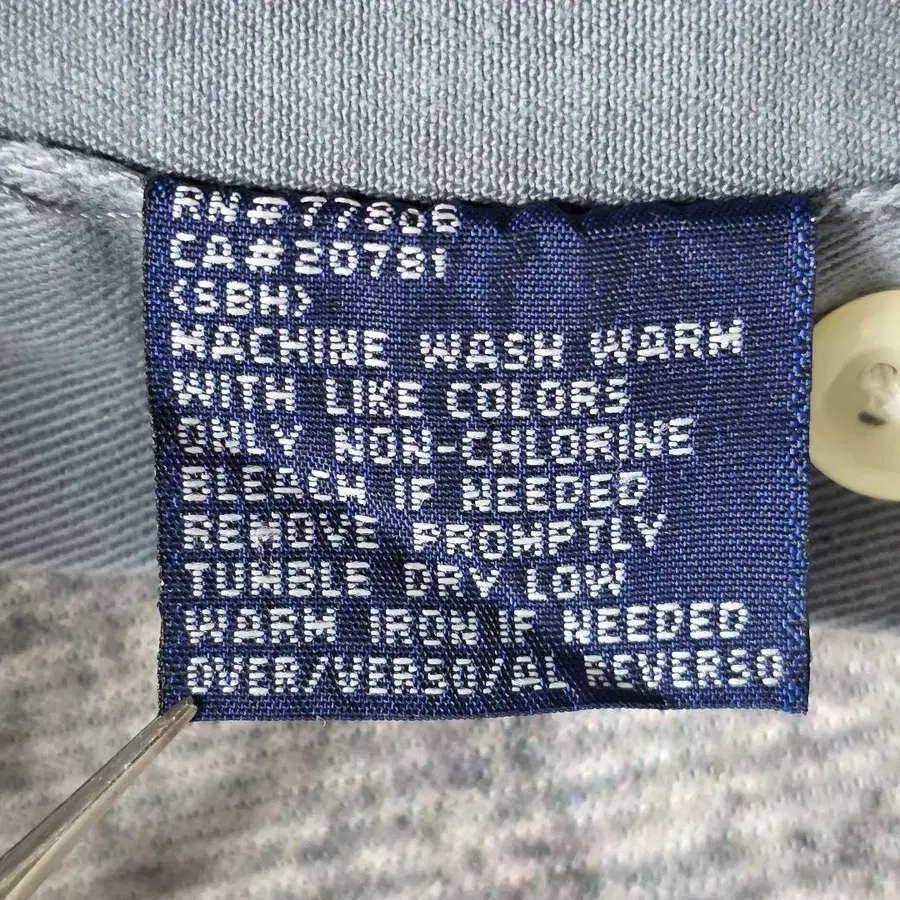 RN#77806
CA#20781
<SBH>
MACHINE WASH WARM
WITH LIKE COLORS
ONLY NON-CHLORINE
BLEACH IF NEEDED
REMOVE PROMPTLY
TUMBLE DRY LOW
WARM IRON IF NEEDED
OVER/VERSO/AL REVERSO